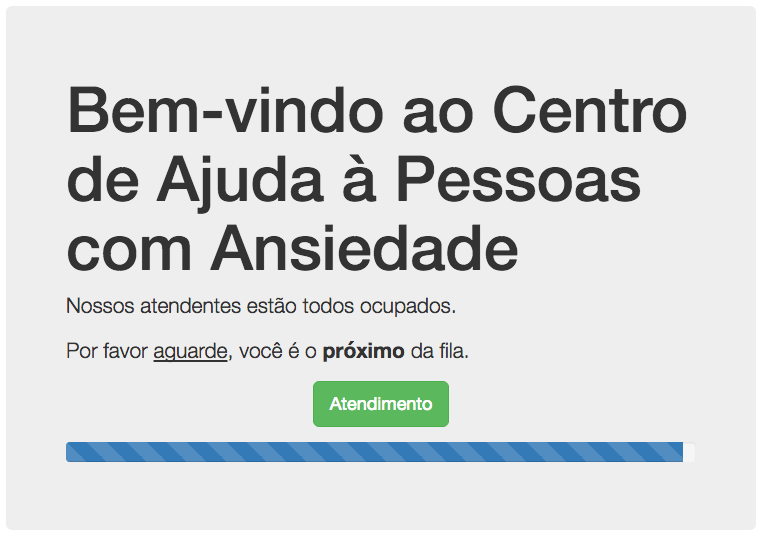 Bem-vindo ao Centro
de Ajuda à Pessoas
com Ansiedade
Nossos atendentes estão todos ocupados.
Por favor aguarde, você é o próximo da fila.
Atendimento